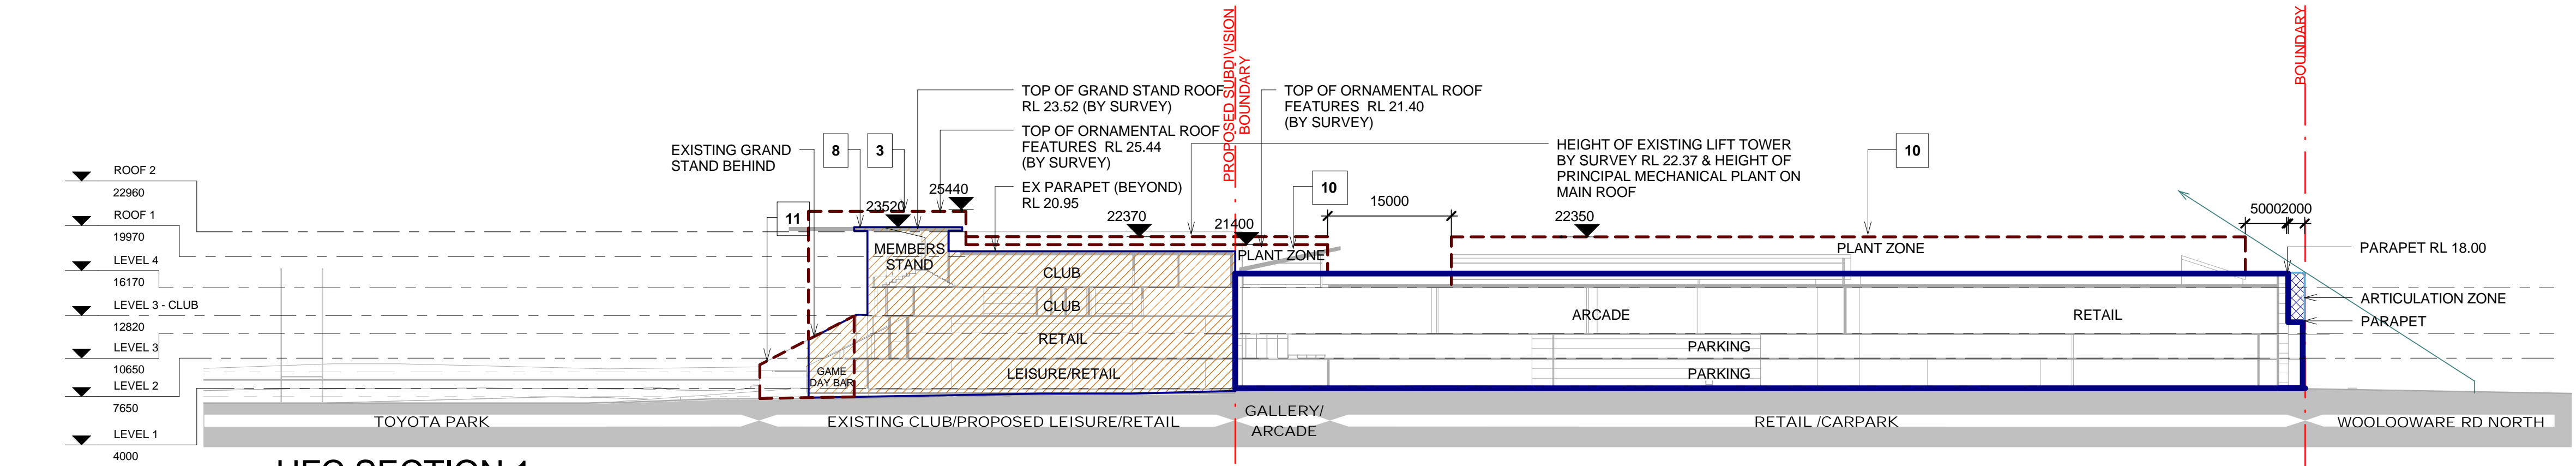 PROPOSED SUBDIVISION
BOUNDARY
BOUNDARY
TOP OF GRAND STAND ROOF
RL 23.52 (BY SURVEY)
TOP OF ORNAMENTAL ROOF
FEATURES RL 25.44
(BY SURVEY)
EX PARAPET (BEYOND)
RL 20.95
TOP OF ORNAMENTAL ROOF
FEATURES RL 21.40
(BY SURVEY)
HEIGHT OF EXISTING LIFT TOWER
BY SURVEY RL 22.37 & HEIGHT OF
PRINCIPAL MECHANICAL PLANT ON
MAIN ROOF
EXISTING GRAND
STAND BEHIND
8
3
10
10
11
ROOF 2
22960
ROOF 1
19970
LEVEL 4
16170
LEVEL 3 - CLUB
12820
LEVEL 3
10650
LEVEL 2
7650
LEVEL 1
4000
25440
23520
22370
21400
15000
22350
5000
2000
PARAPET RL 18.00
ARTICULATION ZONE
PARAPET
MEMBERS
STAND
PLANT ZONE
PLANT ZONE
CLUB
CLUB
RETAIL
LEISURE/RETAIL
GAME
DAY BAR
ARCADE
RETAIL
PARKING
PARKING
TOYOTA PARK
EXISTING CLUB/PROPOSED LEISURE/RETAIL
GALLERY/
ARCADE
RETAIL /CARPARK
WOOLOOWARE RD NORTH